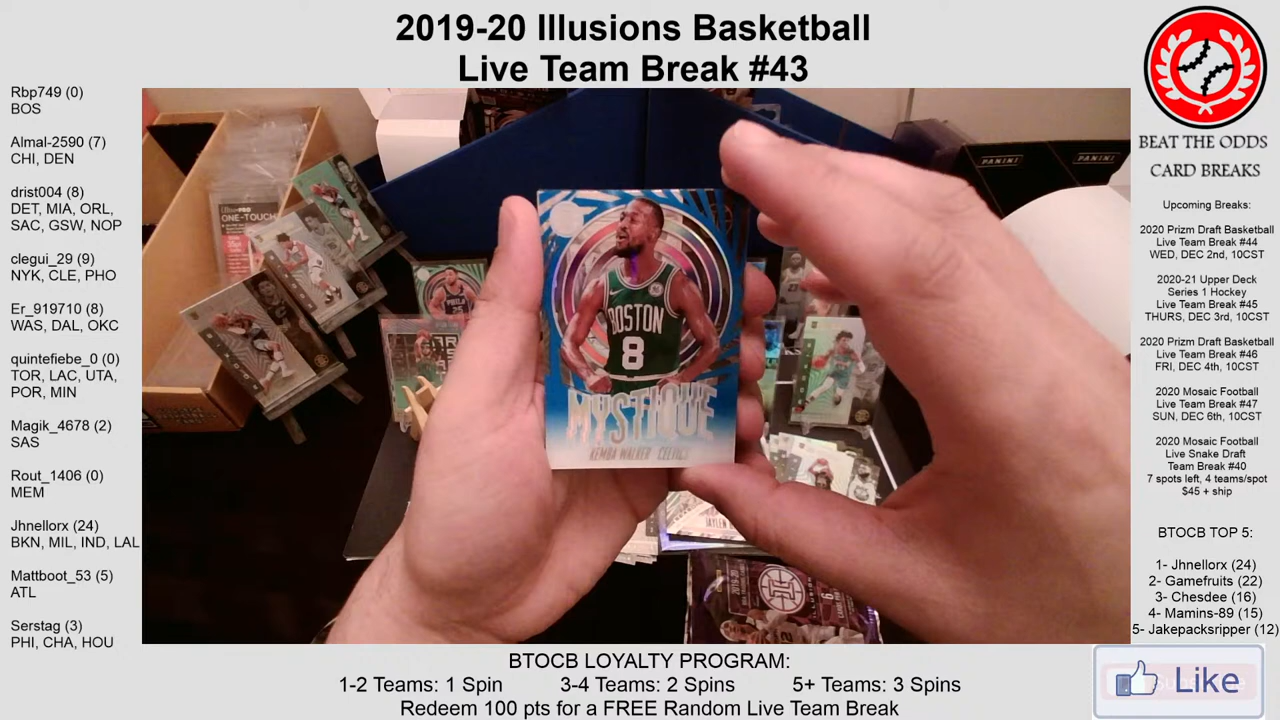 2019-20 Illusions Basketball
Live Team Break #43
Rbp749 (0)
BOS
Almal-2590 (7)
CHI, DEN
drist004 (8)
DET, MIA, ORL,
SAC, GSW, NOP
clegui_29 (9)
NYK, CLE, PHO
Er_919710 (8)
WAS, DAL, OKC
quintefiebe_0 (0)
TOR, LAC, UTA,
POR, MIN
Magik_4678 (2)
SAS
Rout_1406 (0)
MEM
Jhnellorx (24)
BKN, MIL, IND, LAL
Mattboot_53 (5)
ATL
Serstag (3)
PHI, CHA, HOU
ONE-TOUCH
PHILA
25
BOSTON
8
MYSTIQUE
KEMBA WALKER CELTICS
JAYLEN
2019-20
PANINI
PANINI
BEAT THE ODDS
CARD BREAKS
Upcoming Breaks:
2020 Prizm Draft Basketball
Live Team Break #44
WED, DEC 2nd, 10CST
2020-21 Upper Deck
Series 1 Hockey
Live Team Break #45
THURS, DEC 3rd, 10CST
2020 Prizm Draft Basketball
Live Team Break #46
FRI, DEC 4th, 10CST
2020 Mosaic Football
Live Team Break #47
SUN, DEC 6th, 10CST
2020 Mosaic Football
Live Snake Draft
Team Break #40
7 spots left, 4 teams/spot
$45 + ship
BTOCB TOP 5:
1- Jhnellorx (24)
2- Gamefruits (22)
3- Chesdee (16)
4- Mamins-89 (15)
5- Jakepacksripper (12)
Like
BTOCB LOYALTY PROGRAM:
1-2 Teams: 1 Spin 3-4 Teams: 2 Spins 5+ Teams: 3 Spins
Redeem 100 pts for a FREE Random Live Team Break